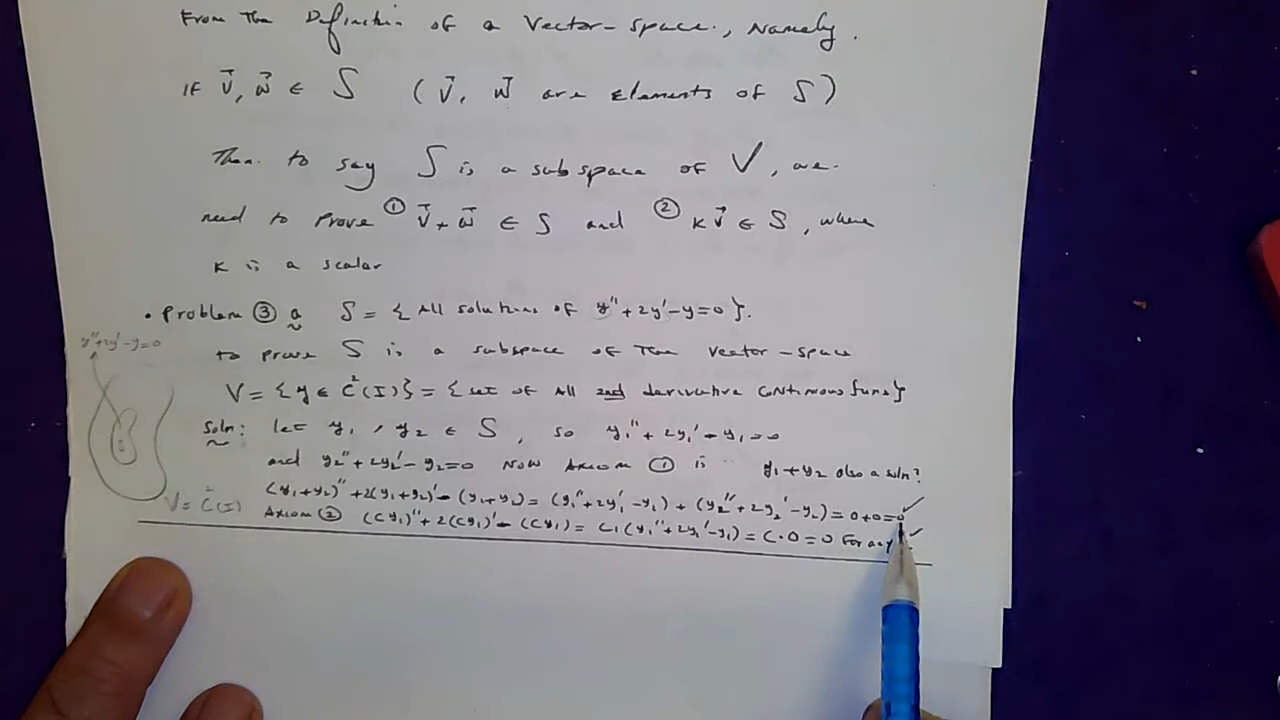 From The Definition of a Vector-space., Namely.
If v⃗, w⃗ ∈ S ( v⃗, w⃗ are elements of S )
Then. to say S is a subspace of V, we.
need to prove ① v⃗ + w⃗ ∈ S and ② k v⃗ ∈ S, where
k is a scalar
• Problem ③ a S = { All solutions of y″ + 2y′ - y = 0 }.
y″ + 2y′ - y = 0
to prove S is a subspace of The vector-space
V = { y ∈ C²(I) } = { set of All 2nd derivative continuous funs }
Soln: let y₁, y₂ ∈ S, so y₁″ + 2y₁′ - y₁ = 0
and y₂″ + 2y₂′ - y₂ = 0 Now Axiom ① is y₁ + y₂ also a soln?
(y₁+y₂)″ + 2(y₁+y₂)′ - (y₁+y₂) = (y₁″ + 2y₁′ - y₁) + (y₂″ + 2y₂′ - y₂) = 0 + 0 = 0 ✓
V = C²(I)
Axiom ② (Cy₁)″ + 2(Cy₁)′ - (Cy₁) = C₁(y₁″ + 2y₁′ - y₁) = C · 0 = 0 For any ✓